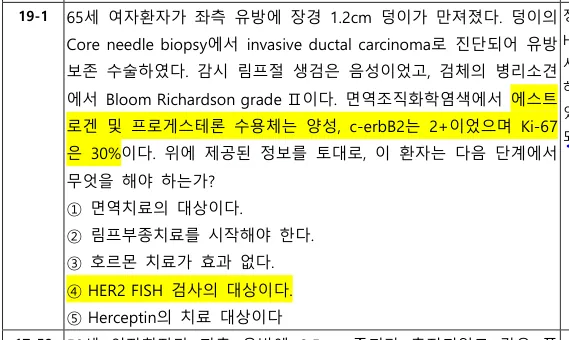 19-1
65세 여자환자가 좌측 유방에 장경 1.2cm 덩이가 만져졌다. 덩이의
Core needle biopsy에서 invasive ductal carcinoma로 진단되어 유방
보존 수술하였다. 감시 림프절 생검은 음성이었고, 검체의 병리소견
에서 Bloom Richardson grade Ⅱ이다. 면역조직화학염색에서 에스트
로겐 및 프로게스테론 수용체는 양성, c-erbB2는 2+이었으며 Ki-67
은 30%이다. 위에 제공된 정보를 토대로, 이 환자는 다음 단계에서
무엇을 해야 하는가?
① 면역치료의 대상이다.
② 림프부종치료를 시작해야 한다.
③ 호르몬 치료가 효과 없다.
④ HER2 FISH 검사의 대상이다.
⑤ Herceptin의 치료 대상이다